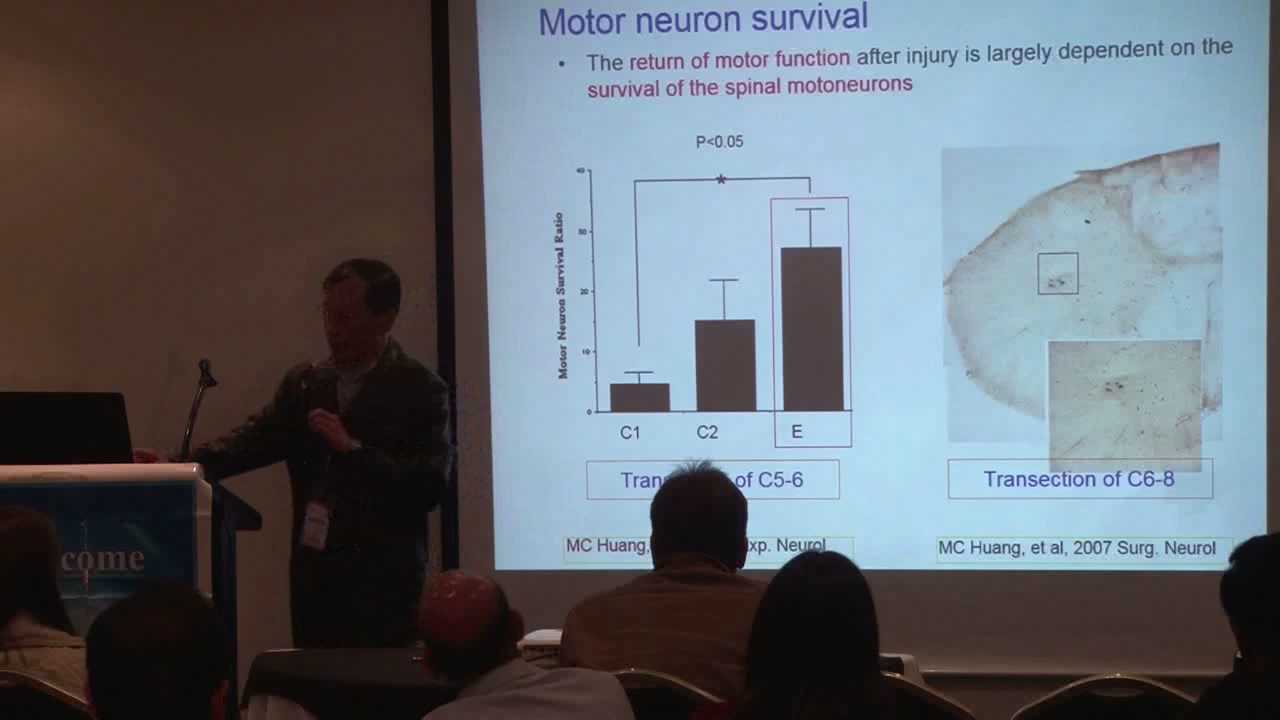 Motor neuron survival
• The return of motor function after injury is largely dependent on the
survival of the spinal motoneurons
P<0.05
*
40
30
20
10
0
Motor Neuron Survival Ratio
C1 C2 E
of C5-6
Transection of C6-8
MC Huang, Neurol
MC Huang, et al, 2007 Surg. Neurol
come